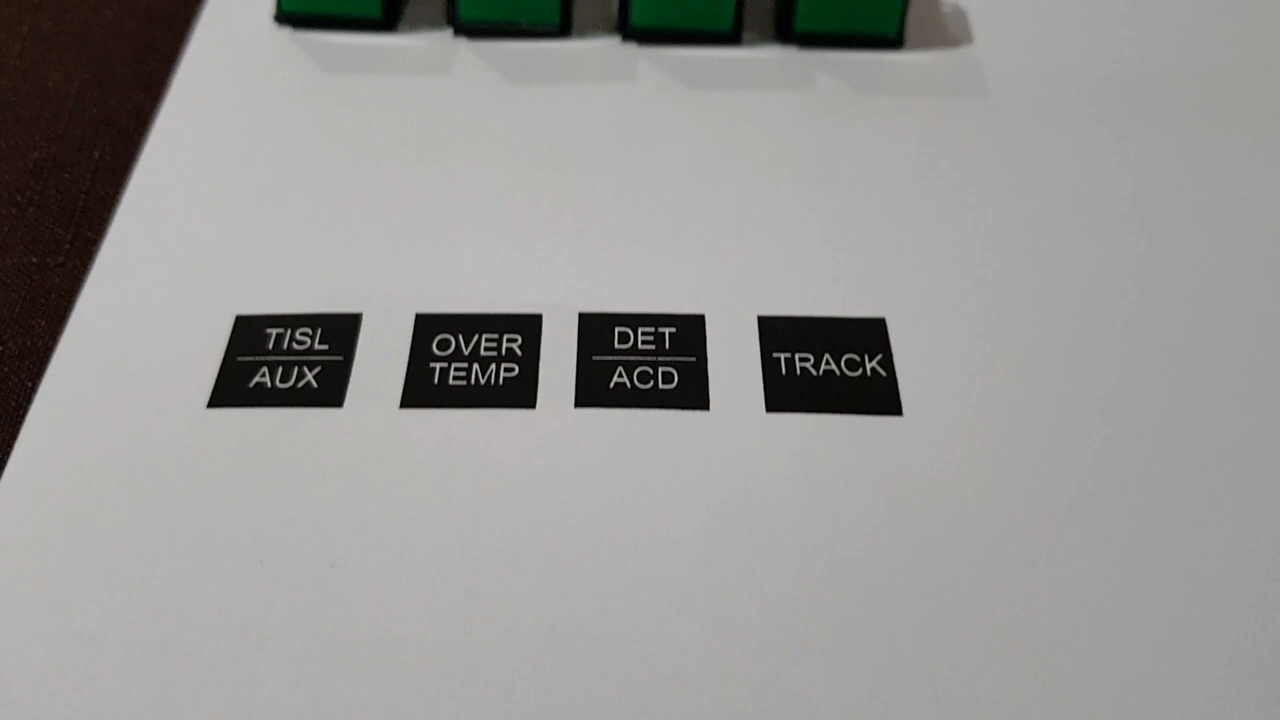 TISL
AUX
OVER
TEMP
DET
ACD
TRACK